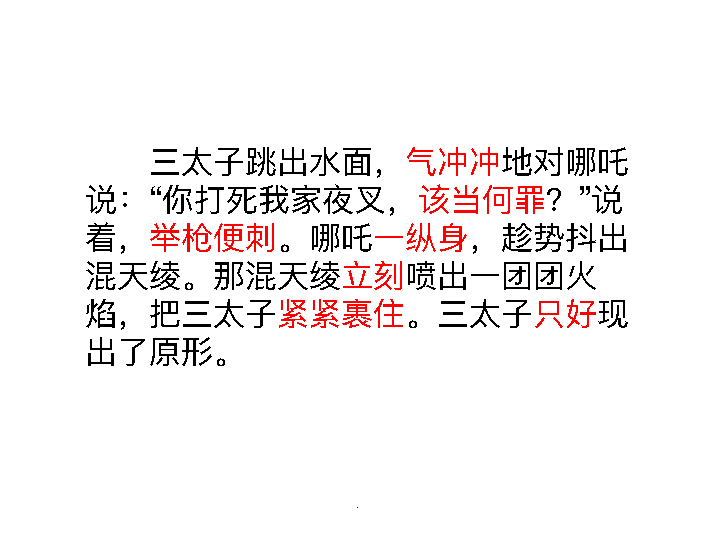 三太子跳出水面，气冲冲地对哪吒
说：“你打死我家夜叉，该当何罪？”说
着，举枪便刺。哪吒一纵身，趁势抖出
混天绫。那混天绫立刻喷出一团团火
焰，把三太子紧紧裹住。三太子只好现
出了原形。
.